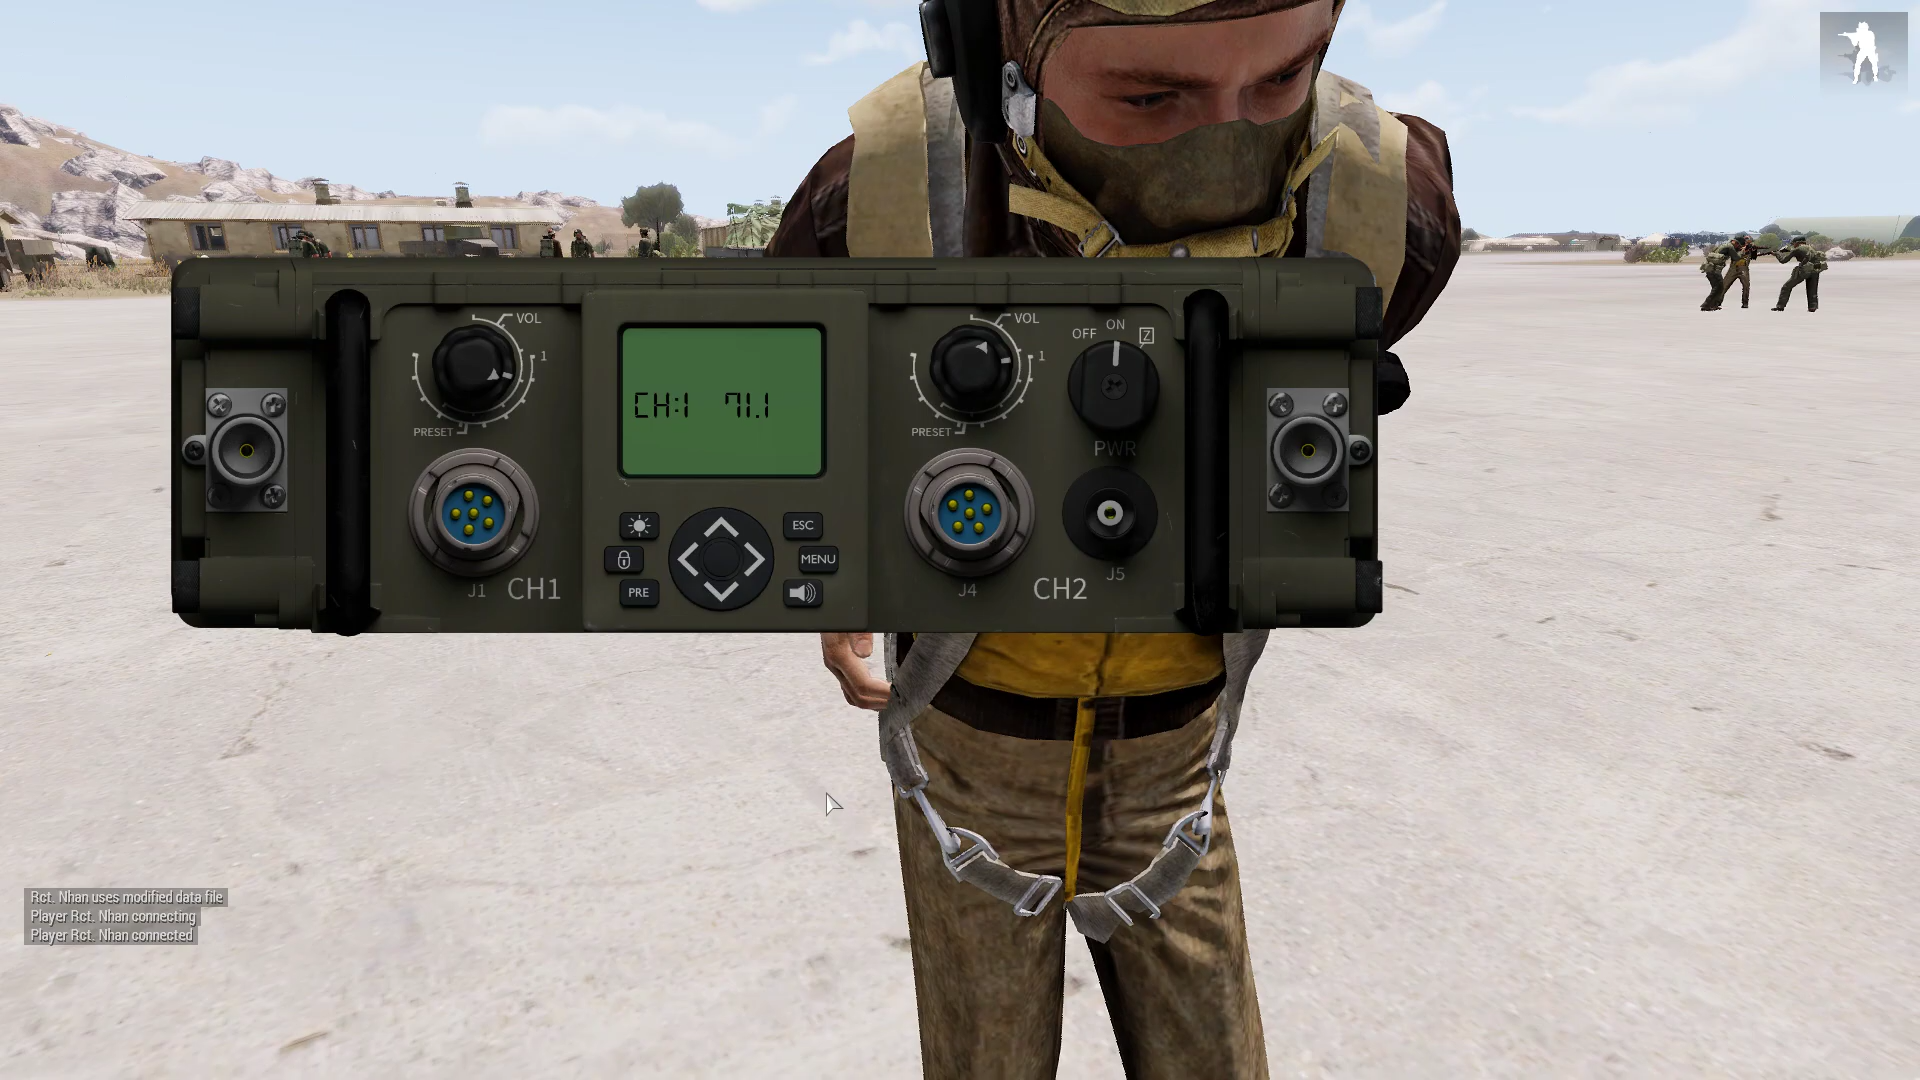 VOL
1
PRESET
CH:1 71.1
VOL
1
PRESET
OFF ON Z
PWR
ESC
MENU
PRE
J1 CH1
J4 CH2
J5
Rct. Nhan uses modified data file
Player Rct. Nhan connecting
Player Rct. Nhan connected